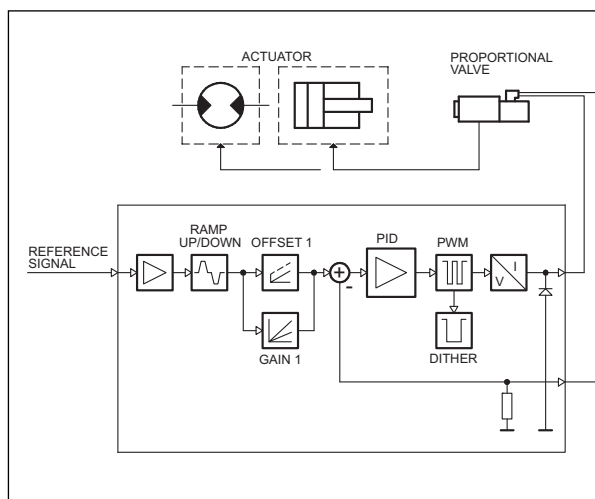 ACTUATOR
PROPORTIONAL
VALVE
REFERENCE
SIGNAL
RAMP
UP/DOWN
OFFSET 1
PID
PWM
I
V
+
-
GAIN 1
DITHER